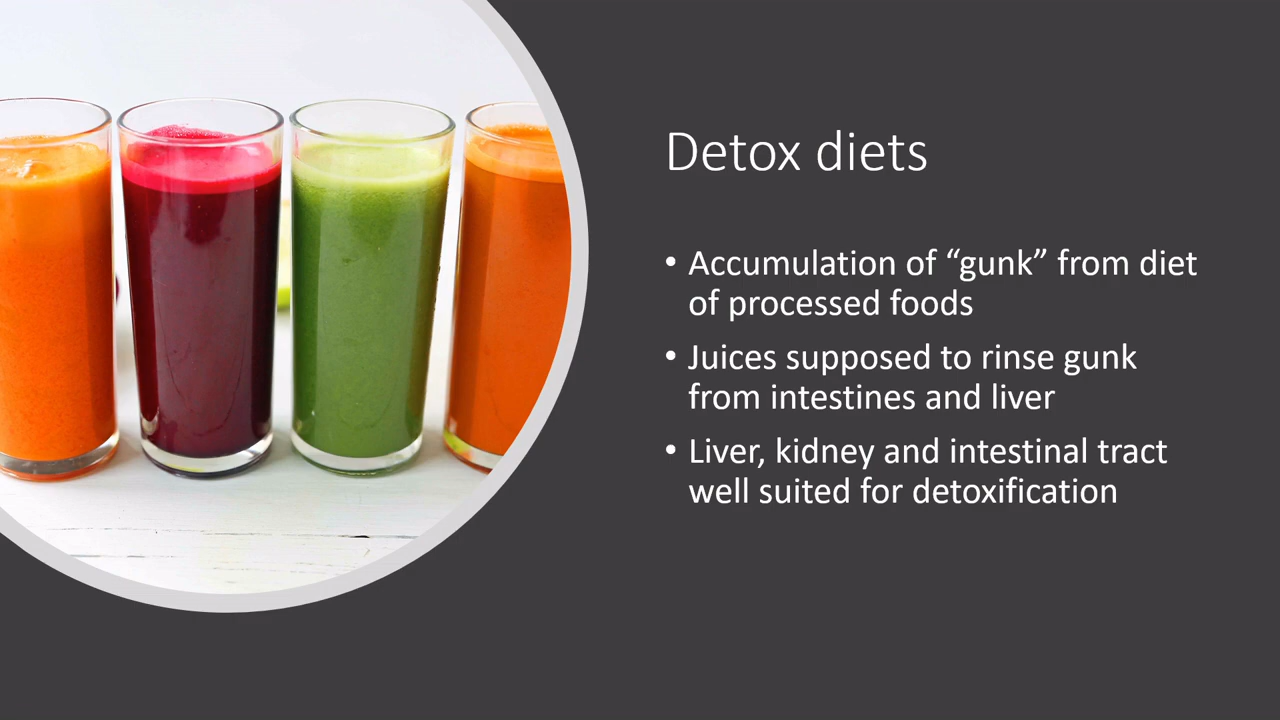 Detox diets
• Accumulation of “gunk” from diet
of processed foods
• Juices supposed to rinse gunk
from intestines and liver
• Liver, kidney and intestinal tract
well suited for detoxification